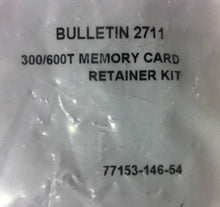 BULLETIN 2711
300/600T MEMORY CARD
RETAINER KIT
77153-146-54